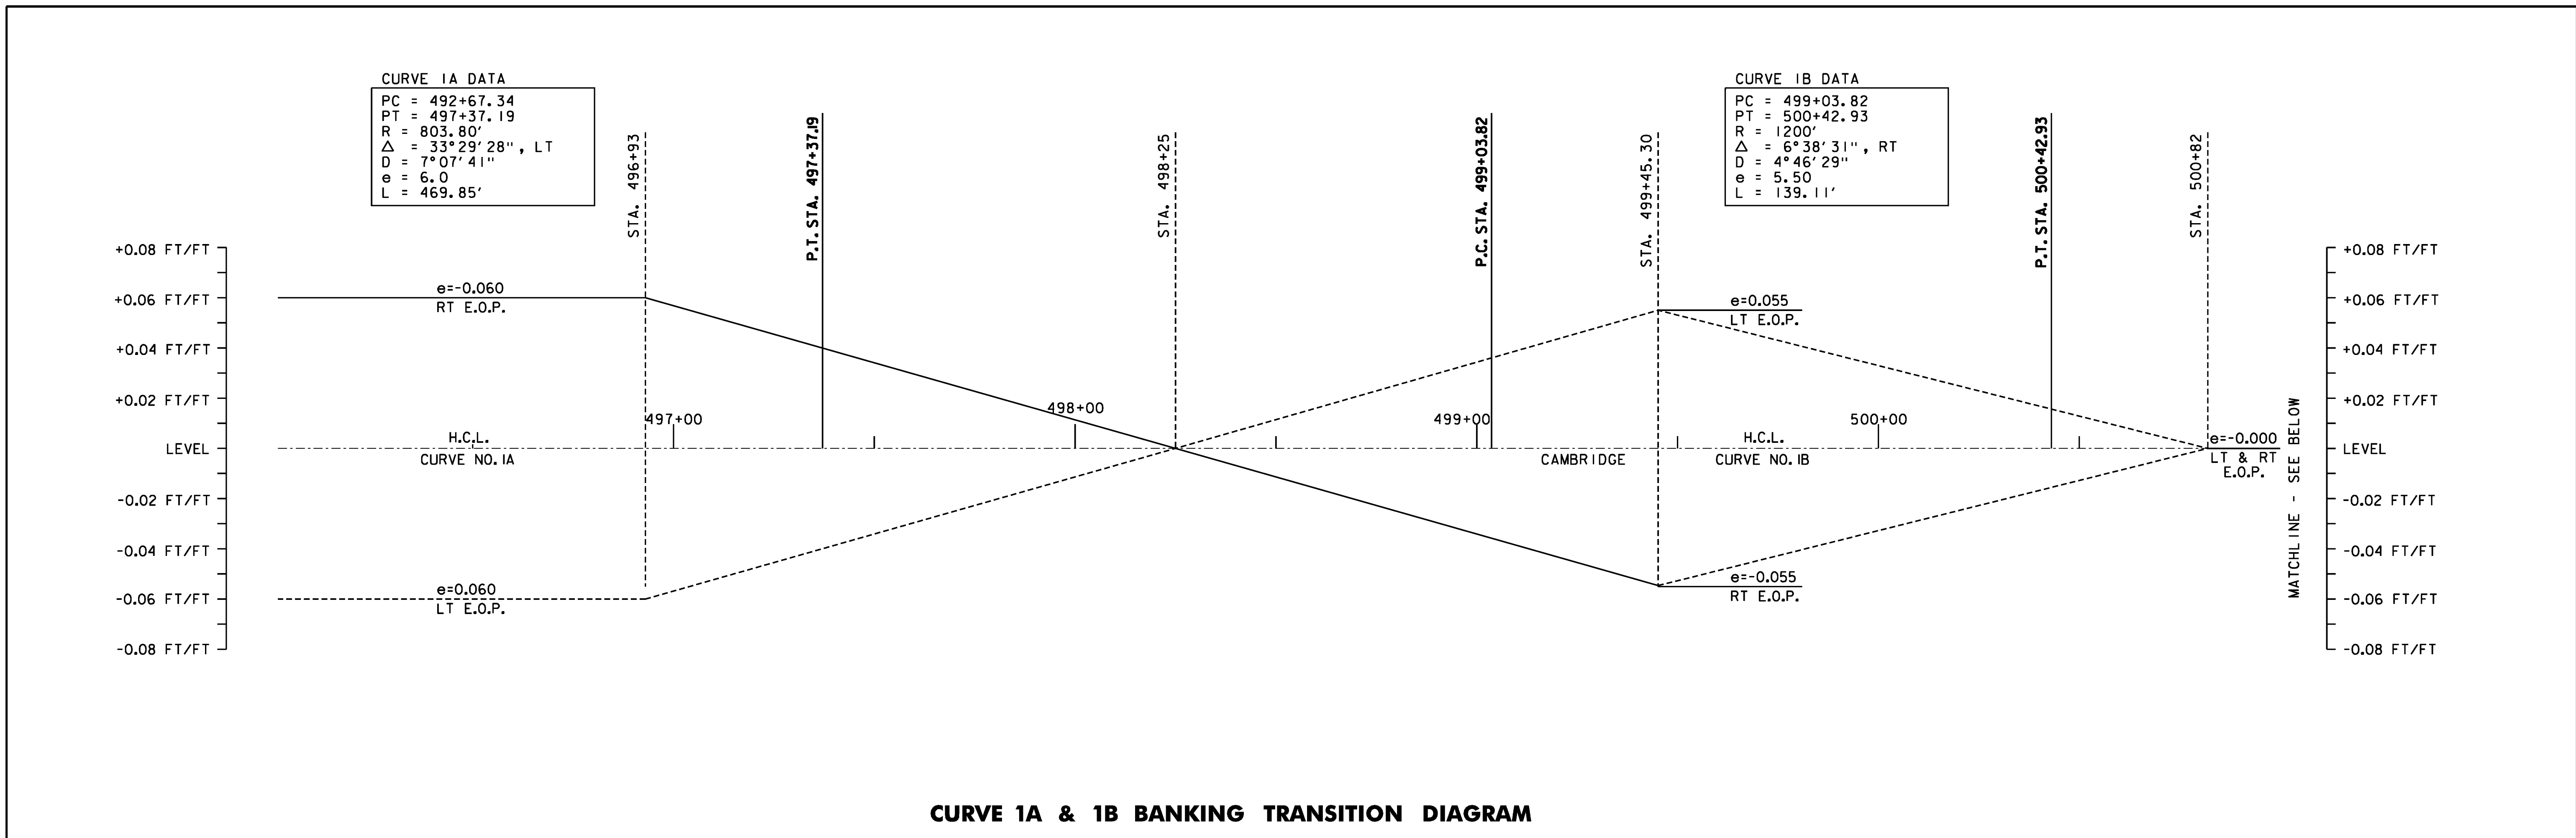 CURVE 1A DATA
PC = 492+67.34
PT = 497+37.19
R = 803.80'
△ = 33°29'28", LT
D = 7°07'41"
e = 6.0
L = 469.85'
STA. 496+93
P.T. STA. 497+37.19
STA. 498+25
P.C. STA. 499+03.82
STA. 499+45.30
CURVE 1B DATA
PC = 499+03.82
PT = 500+42.93
R = 1200'
△ = 6°38'31", RT
D = 4°46'29"
e = 5.50
L = 139.11'
P.T. STA. 500+42.93
STA. 500+82
+0.08 FT/FT
+0.06 FT/FT
+0.04 FT/FT
+0.02 FT/FT
LEVEL
-0.02 FT/FT
-0.04 FT/FT
-0.06 FT/FT
-0.08 FT/FT
e=-0.060
RT E.O.P.
H.C.L.
CURVE NO. 1A
e=0.060
LT E.O.P.
497+00
498+00
499+00
500+00
CAMBRIDGE
e=0.055
LT E.O.P.
H.C.L.
CURVE NO. 1B
e=-0.055
RT E.O.P.
e=-0.000
LT & RT
E.O.P.
MATCHLINE - SEE BELOW
+0.08 FT/FT
+0.06 FT/FT
+0.04 FT/FT
+0.02 FT/FT
LEVEL
-0.02 FT/FT
-0.04 FT/FT
-0.06 FT/FT
-0.08 FT/FT
CURVE 1A & 1B BANKING TRANSITION DIAGRAM